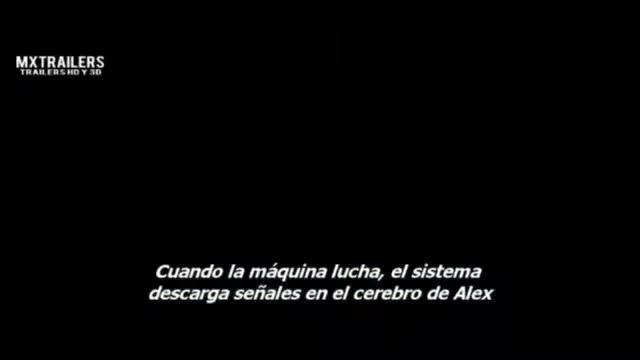 MXTRAILERS
TRAILERS HD Y 3D
Cuando la máquina lucha, el sistema
descarga señales en el cerebro de Alex